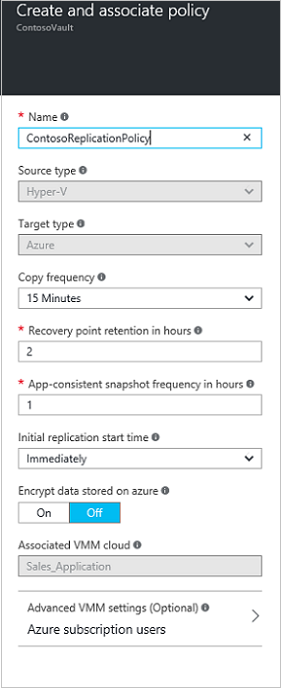 Create and associate policy
ContosoVault
* Name
ContosoReplicationPolicy
Source type
Hyper-V
Target type
Azure
Copy frequency
15 Minutes
* Recovery point retention in hours
2
* App-consistent snapshot frequency in hours
1
Initial replication start time
Immediately
Encrypt data stored on azure
On Off
Associated VMM cloud
Sales_Application
Advanced VMM settings (Optional)
Azure subscription users